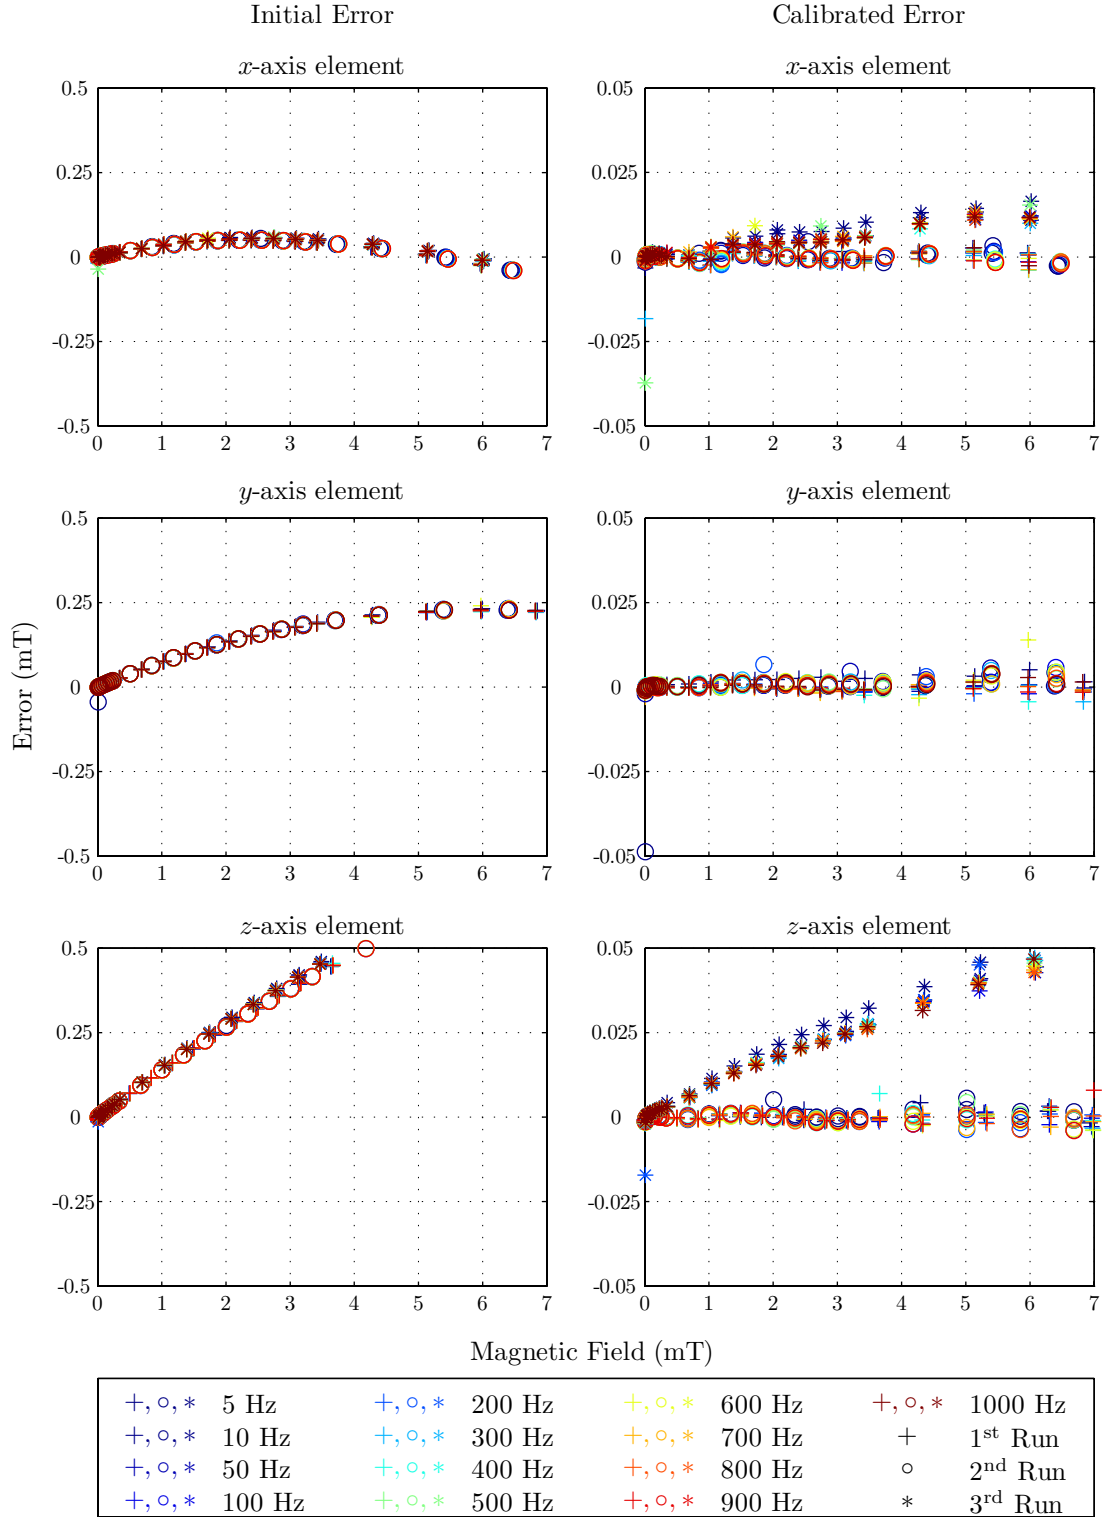 Initial Error
Calibrated Error
x-axis element
x-axis element
0.5
0.25
0
-0.25
-0.5
0 1 2 3 4 5 6 7
0.05
0.025
0
-0.025
-0.05
0 1 2 3 4 5 6 7
y-axis element
y-axis element
Error (mT)
0.5
0.25
0
-0.25
-0.5
0 1 2 3 4 5 6 7
0.05
0.025
0
-0.025
-0.05
0 1 2 3 4 5 6 7
z-axis element
z-axis element
0.5
0.25
0
-0.25
-0.5
0 1 2 3 4 5 6 7
0.05
0.025
0
-0.025
-0.05
0 1 2 3 4 5 6 7
Magnetic Field (mT)
+, ○, * 5 Hz +, ○, * 200 Hz +, ○, * 600 Hz +, ○, * 1000 Hz
+, ○, * 10 Hz +, ○, * 300 Hz +, ○, * 700 Hz + 1st Run
+, ○, * 50 Hz +, ○, * 400 Hz +, ○, * 800 Hz ○ 2nd Run
+, ○, * 100 Hz +, ○, * 500 Hz +, ○, * 900 Hz * 3rd Run